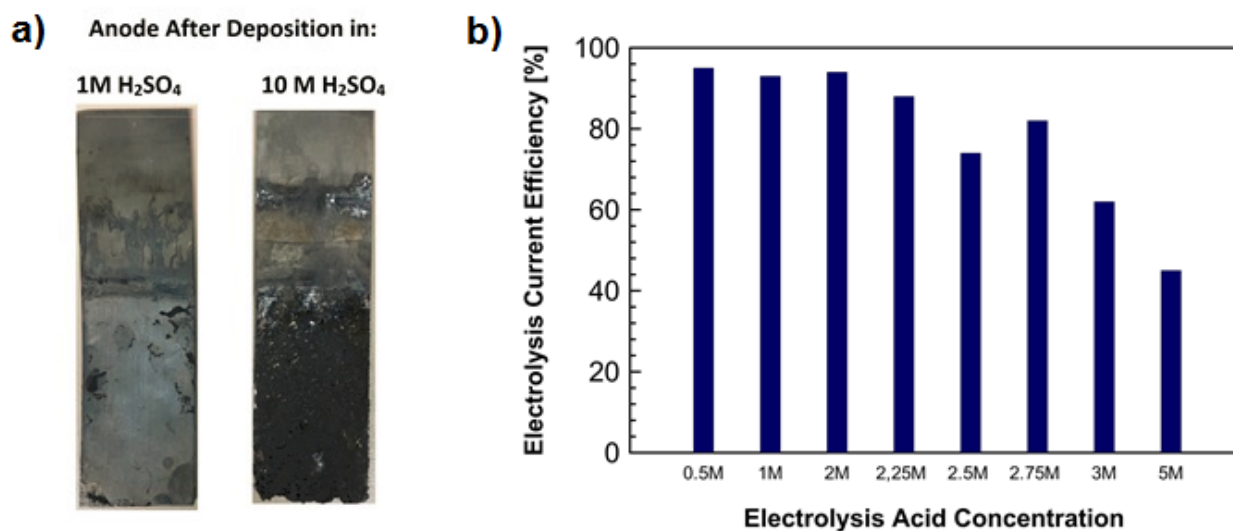 a)
Anode After Deposition in:
1M H₂SO₄ 10 M H₂SO₄
b)
Electrolysis Current Efficiency [%]
100
80
60
40
20
0
0.5M 1M 2M 2,25M 2.5M 2.75M 3M 5M
Electrolysis Acid Concentration